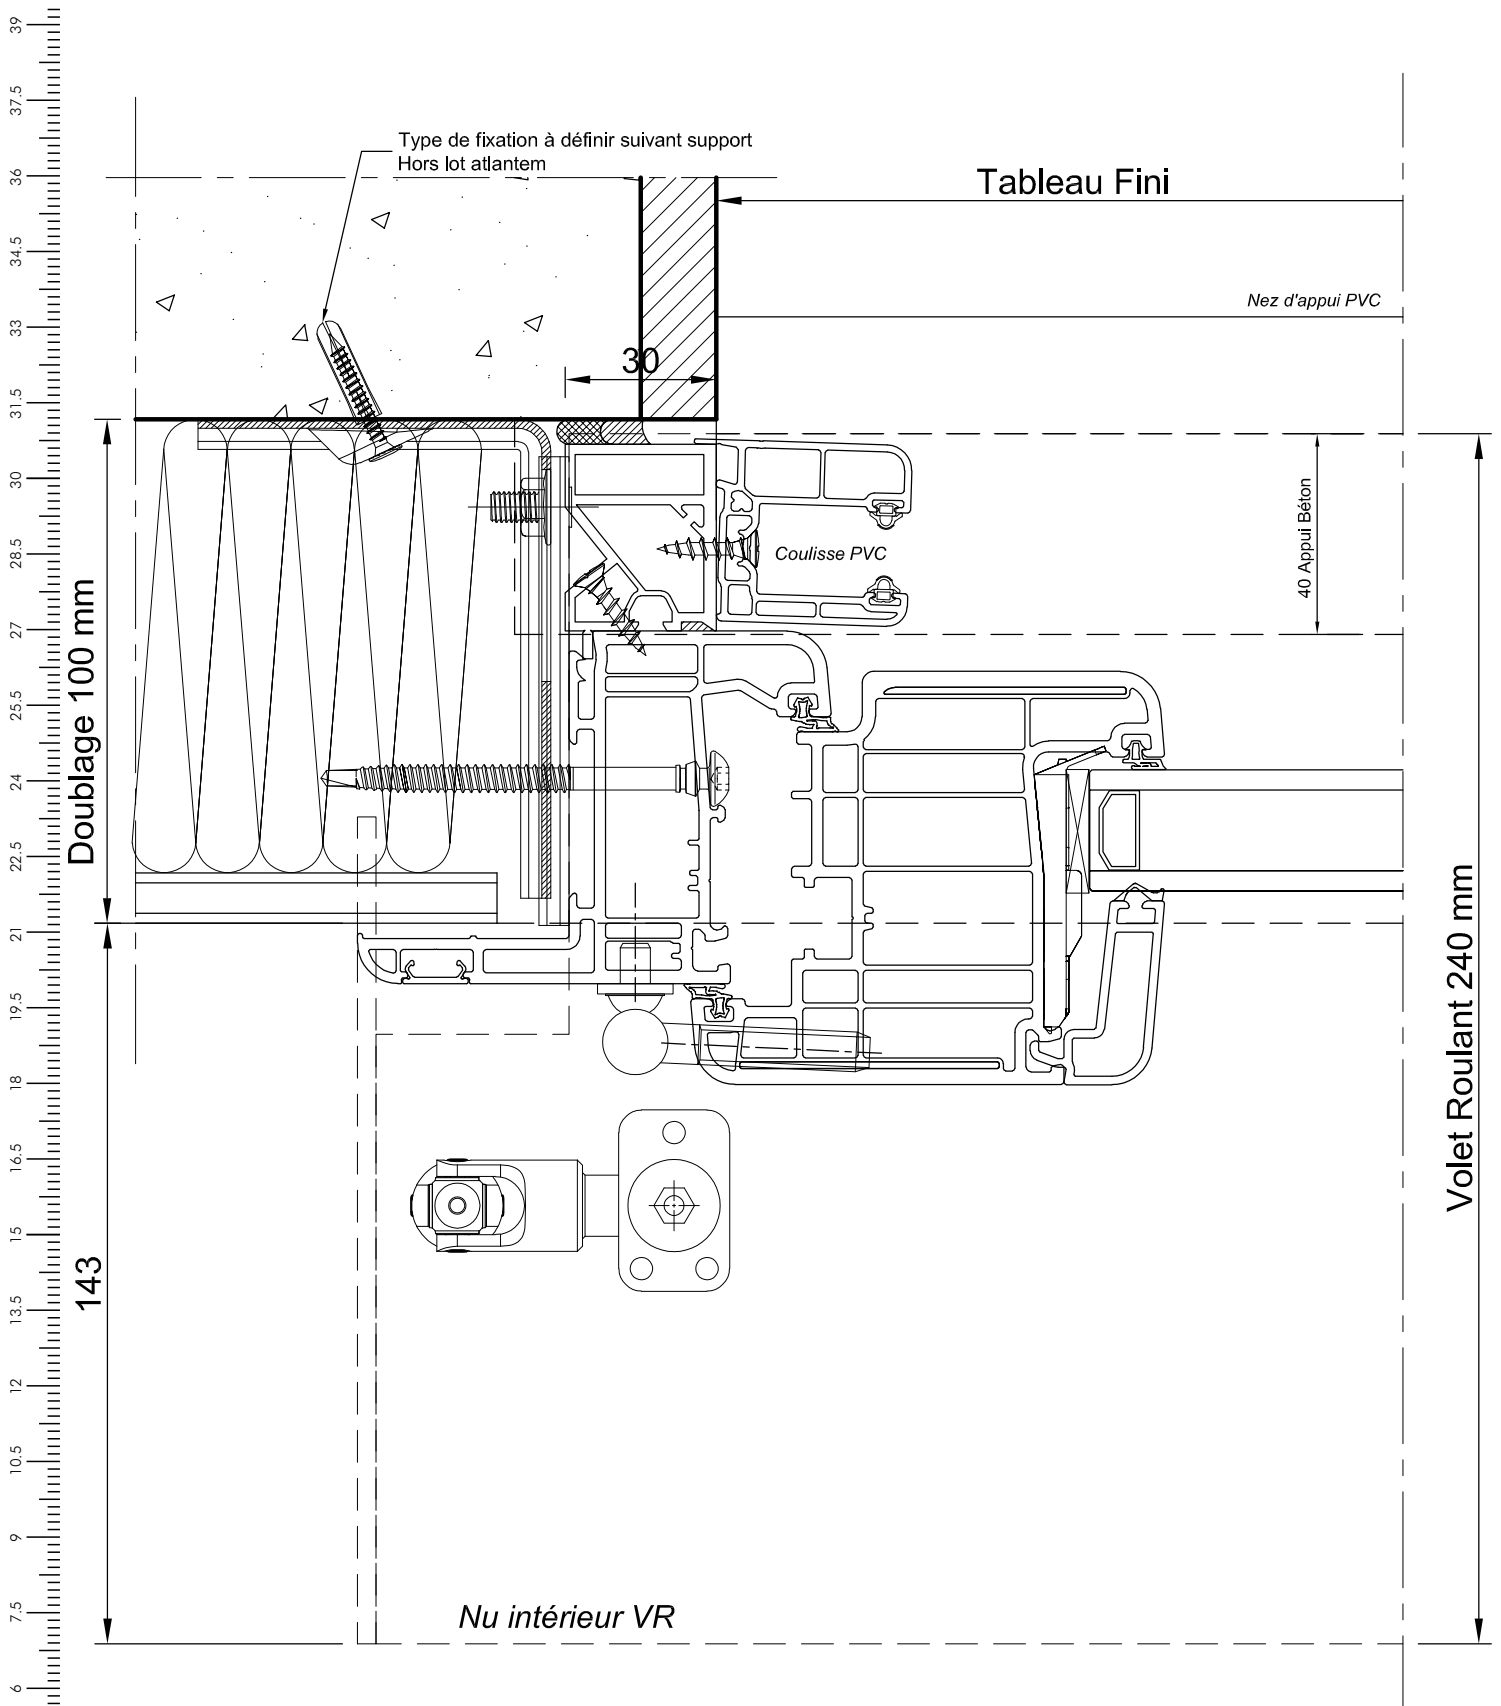 39
37.5
36
34.5
33
31.5
30
28.5
27
25.5
24
22.5
21
19.5
18
16.5
15
13.5
12
10.5
9
7.5
6
Type de fixation à définir suivant support
Hors lot atlantem
Tableau Fini
Nez d'appui PVC
30
Coulisse PVC
40 Appui Béton
Doublage 100 mm
Volet Roulant 240 mm
143
Nu intérieur VR